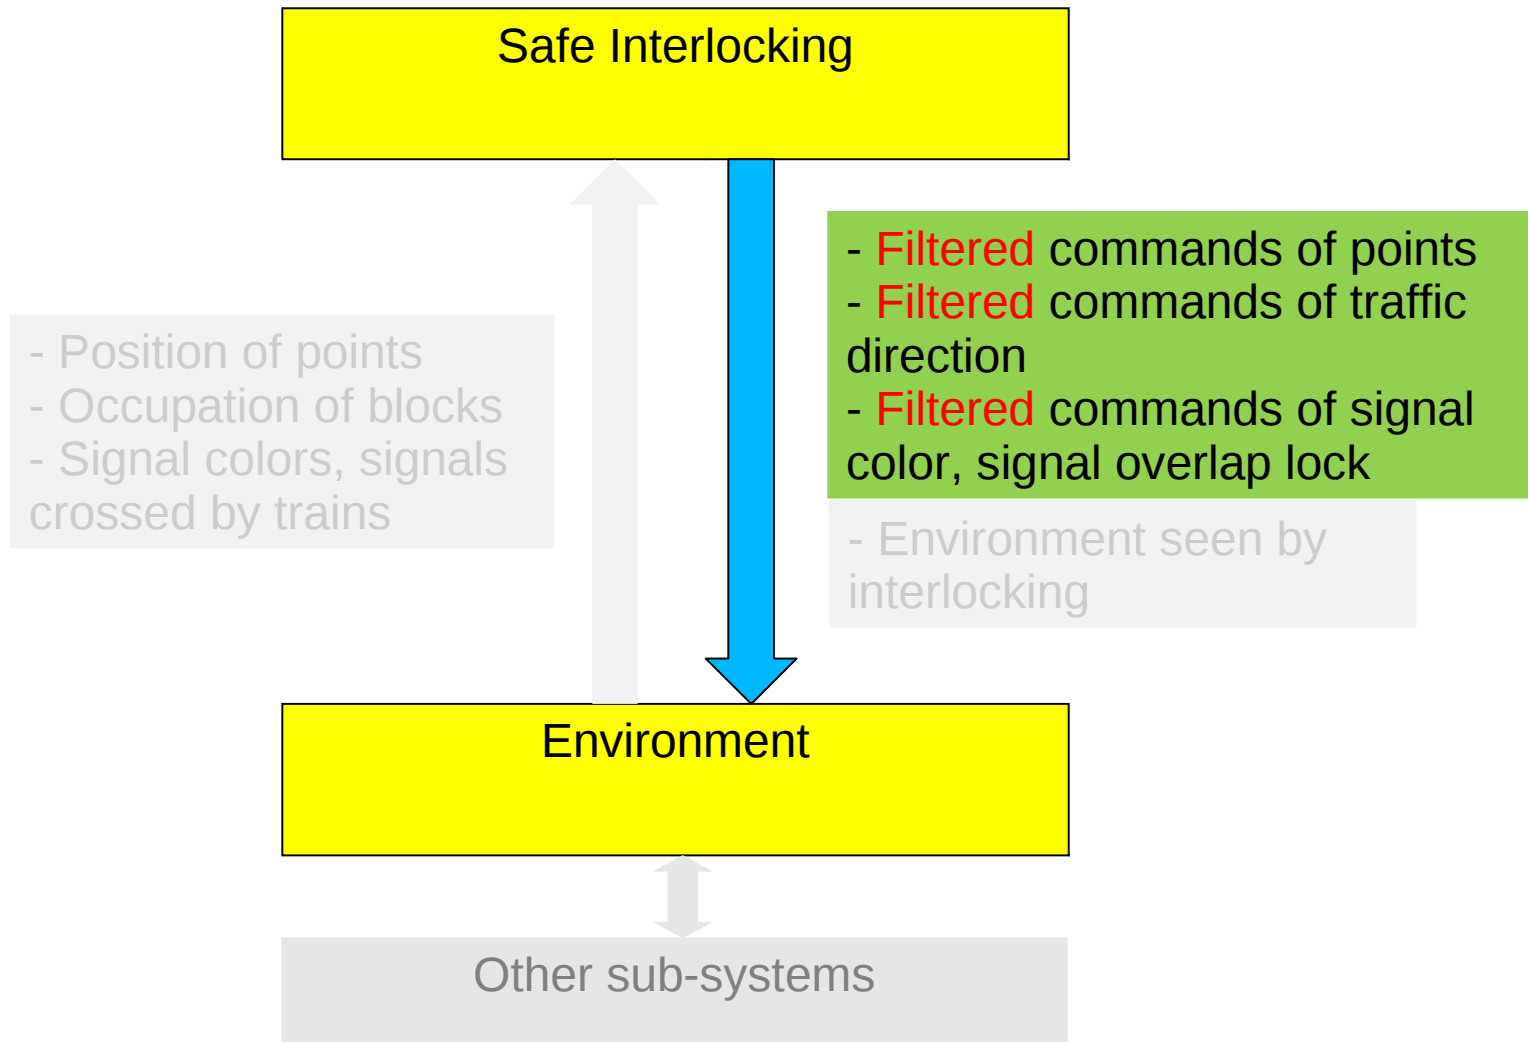 Safe Interlocking
- Filtered commands of points
- Filtered commands of traffic
direction
- Filtered commands of signal
color, signal overlap lock
- Position of points
- Occupation of blocks
- Signal colors, signals
crossed by trains
- Environment seen by
interlocking
Environment
Other sub-systems